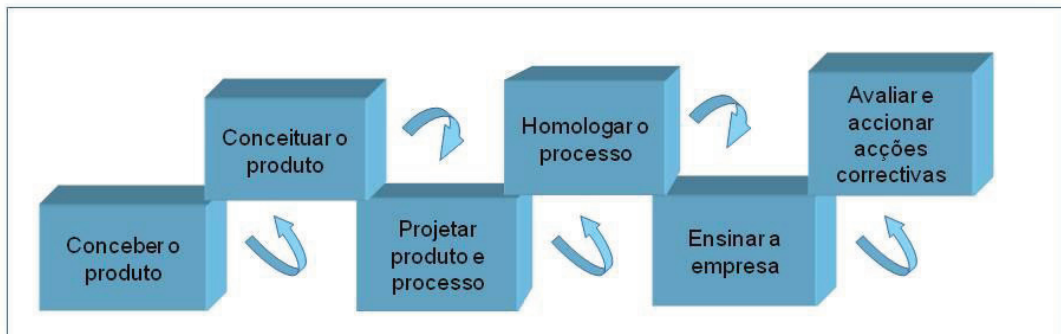 Conceber o
produto
Conceituar o
produto
Projetar
produto e
processo
Homologar o
processo
Ensinar a
empresa
Avaliar e
accionar
acções
correctivas